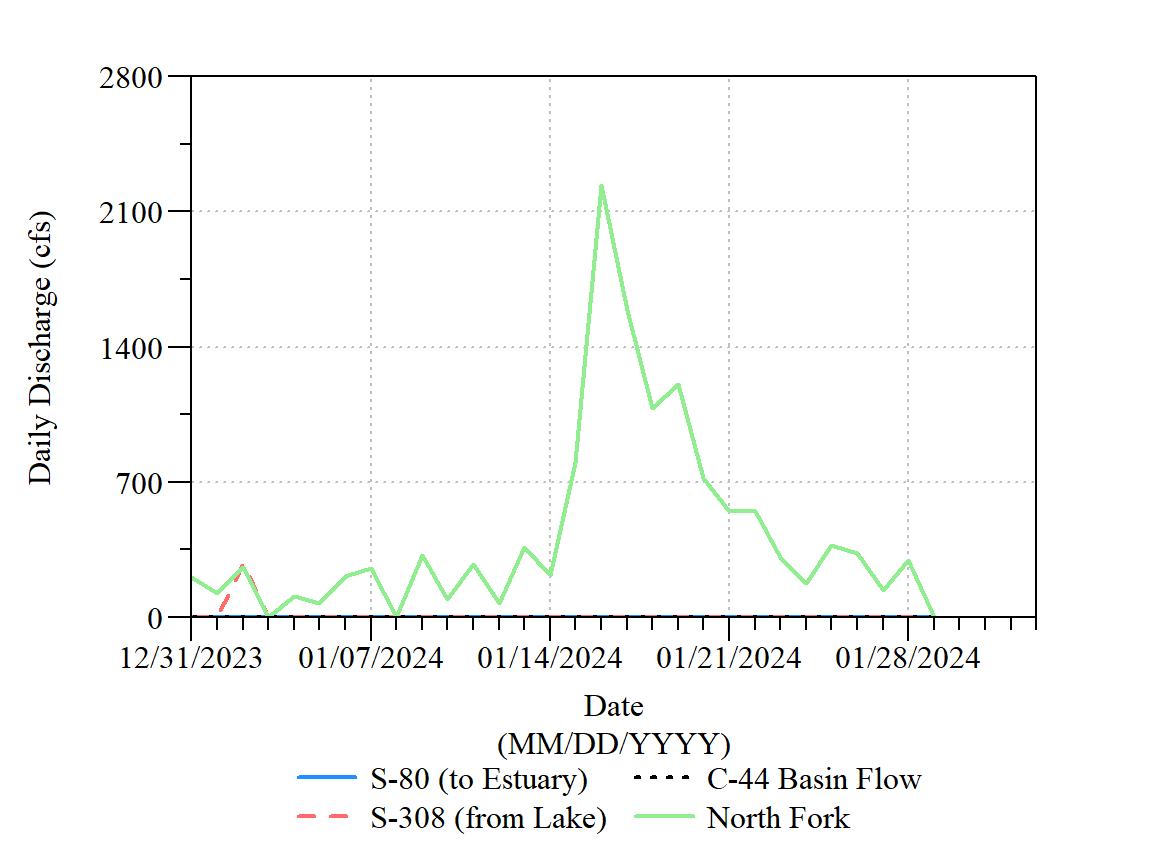 2800
2100
1400
700
0
Daily Discharge (cfs)
12/31/2023 01/07/2024 01/14/2024 01/21/2024 01/28/2024
Date
(MM/DD/YYYY)
S-80 (to Estuary) C-44 Basin Flow
S-308 (from Lake) North Fork